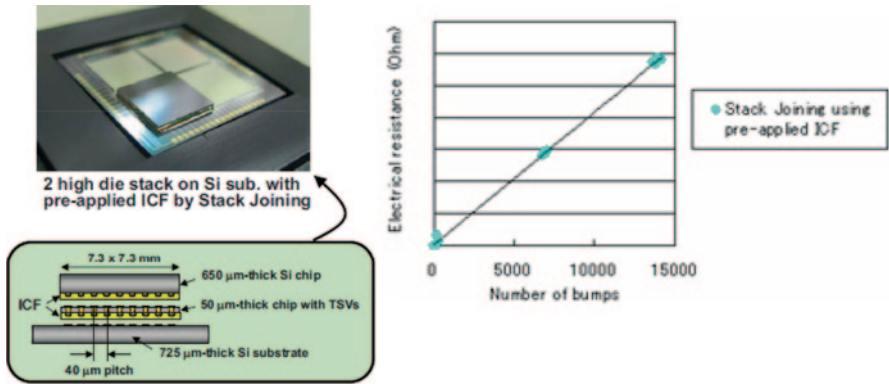 2 high die stack on Si sub. with
pre-applied ICF by Stack Joining
7.3 x 7.3 mm
650 µm-thick Si chip
ICF
50 µm-thick chip with TSVs
725 µm-thick Si substrate
40 µm pitch
Electrical resistance (Ohm)
0
5000
10000
15000
Number of bumps
Stack Joining using
pre-applied ICF